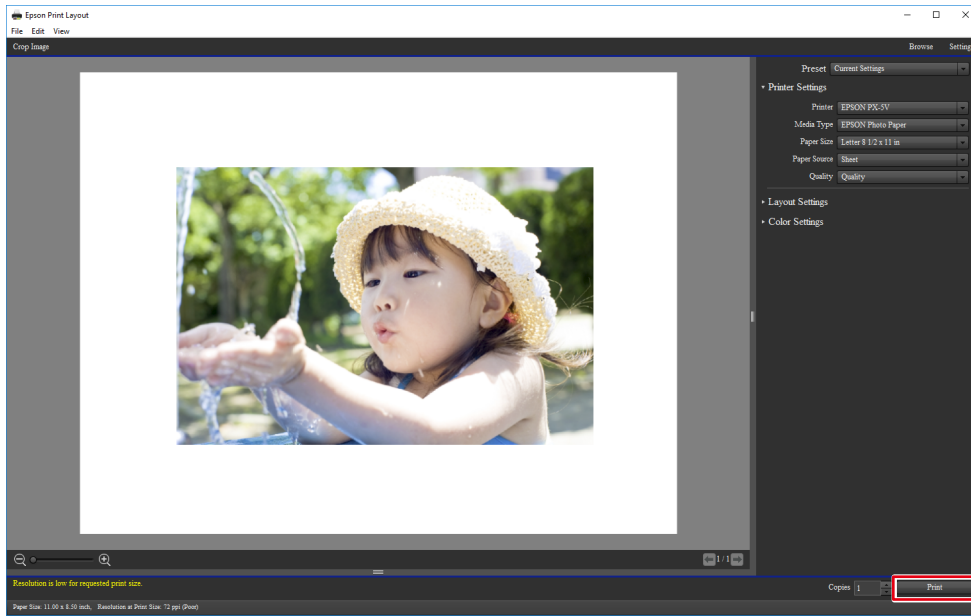 Epson Print Layout
File Edit View
Crop Image Browse Setting
Preset Current Settings
Printer Settings
Printer EPSON PX-5V
Media Type EPSON Photo Paper
Paper Size Letter 8 1/2 x 11 in
Paper Source Sheet
Quality Quality
Layout Settings
Color Settings
1 / 1
Resolution is low for requested print size.
Copies 1 Print
Paper Size: 11.00 x 8.50 inch, Resolution at Print Size: 72 ppi (Poor)